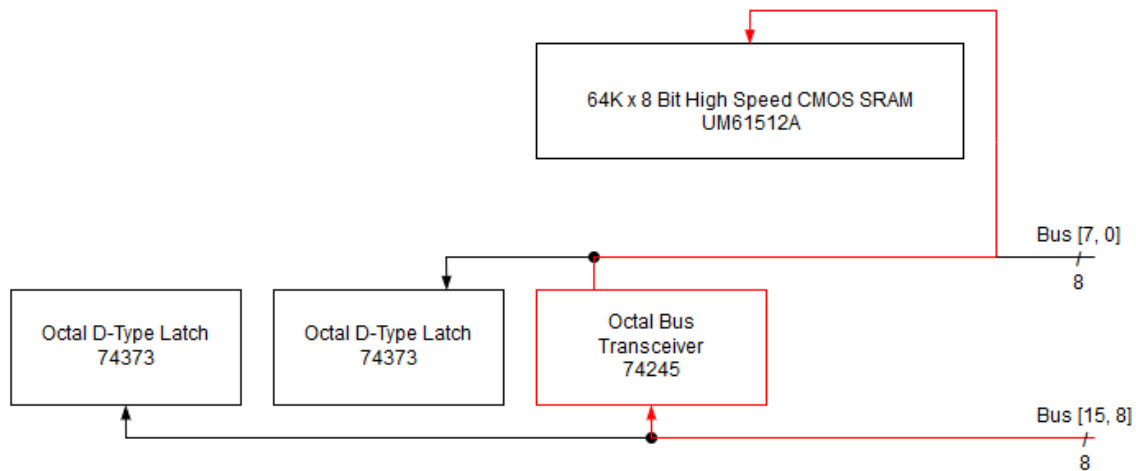 64K x 8 Bit High Speed CMOS SRAM
UM61512A
Bus [7, 0]
8
Octal D-Type Latch
74373
Octal D-Type Latch
74373
Octal Bus
Transceiver
74245
Bus [15, 8]
8